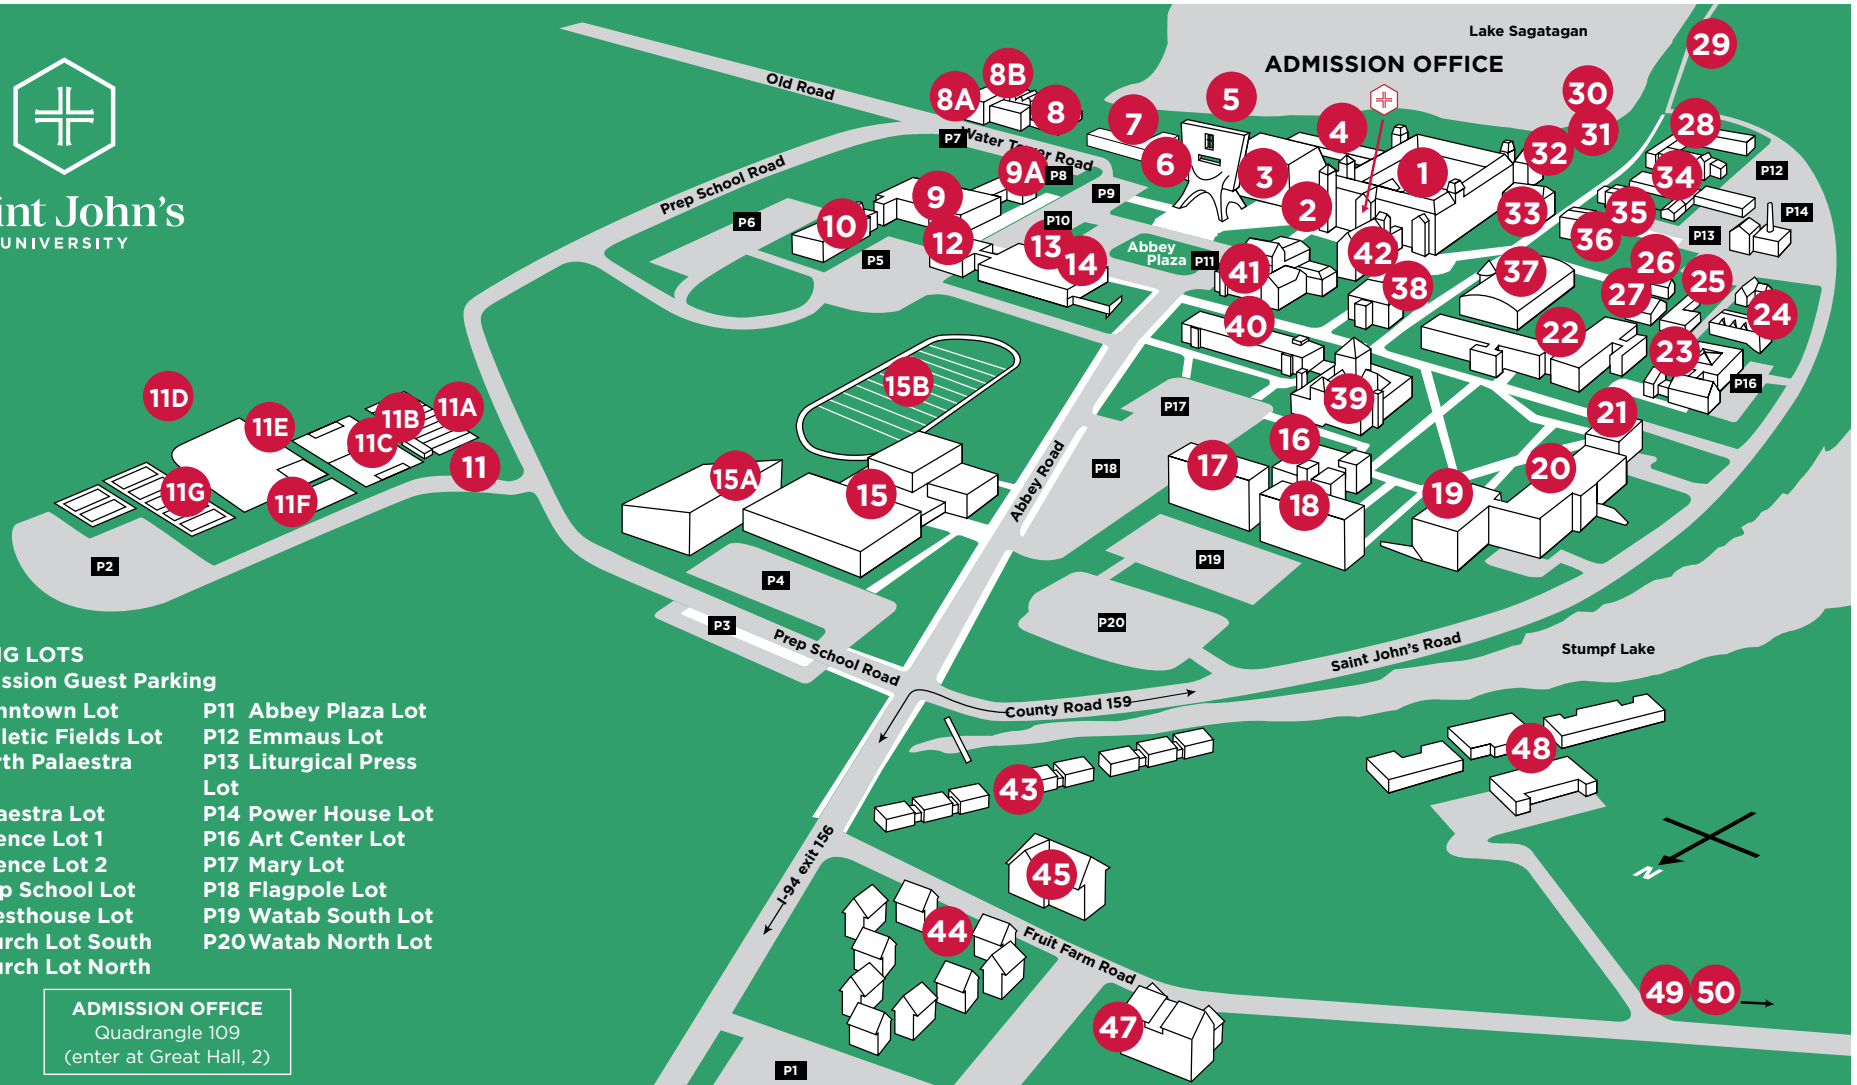 Lake Sagatagan
ADMISSION OFFICE
29
8B
8A
8
5
30
Old Road
7
4
31
28
P7
Water Tower Road
6
32
P12
Prep School Road
9A
P8
3
1
34
9
P9
2
33
35
P14
10
P6
P10
12
13
14
Abbey
Plaza
P11
42
36
P13
P5
41
37
26
38
27
25
40
22
24
23
P16
15B
11D
11A
11B
11C
11E
P17
39
21
16
11
11G
11F
15A
15
Abbey Road
P18
17
18
19
20
P2
P4
P19
P3
Prep School Road
P20
Saint John's Road
Stumpf Lake
County Road 159
int John's
UNIVERSITY
G LOTS
ssion Guest Parking
ntown Lot
letic Fields Lot
rth Palaestra
aestra Lot
ence Lot 1
ence Lot 2
p School Lot
esthouse Lot
urch Lot South
urch Lot North
P11 Abbey Plaza Lot
P12 Emmaus Lot
P13 Liturgical Press
Lot
P14 Power House Lot
P16 Art Center Lot
P17 Mary Lot
P18 Flagpole Lot
P19 Watab South Lot
P20 Watab North Lot
ADMISSION OFFICE
Quadrangle 109
(enter at Great Hall, 2)
43
48
I-94 exit 156
45
44
Fruit Farm Road
N
47
49
50
P1